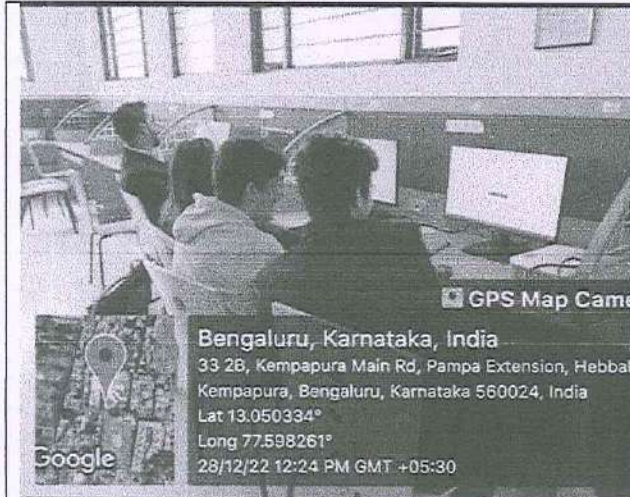 GPS Map Came
Bengaluru, Karnataka, India
33 2B, Kempapura Main Rd, Pampa Extension, Hebbal
Kempapura, Bengaluru, Karnataka 560024, India
Lat 13.050334°
Long 77.598261°
28/12/22 12:24 PM GMT +05:30
Google